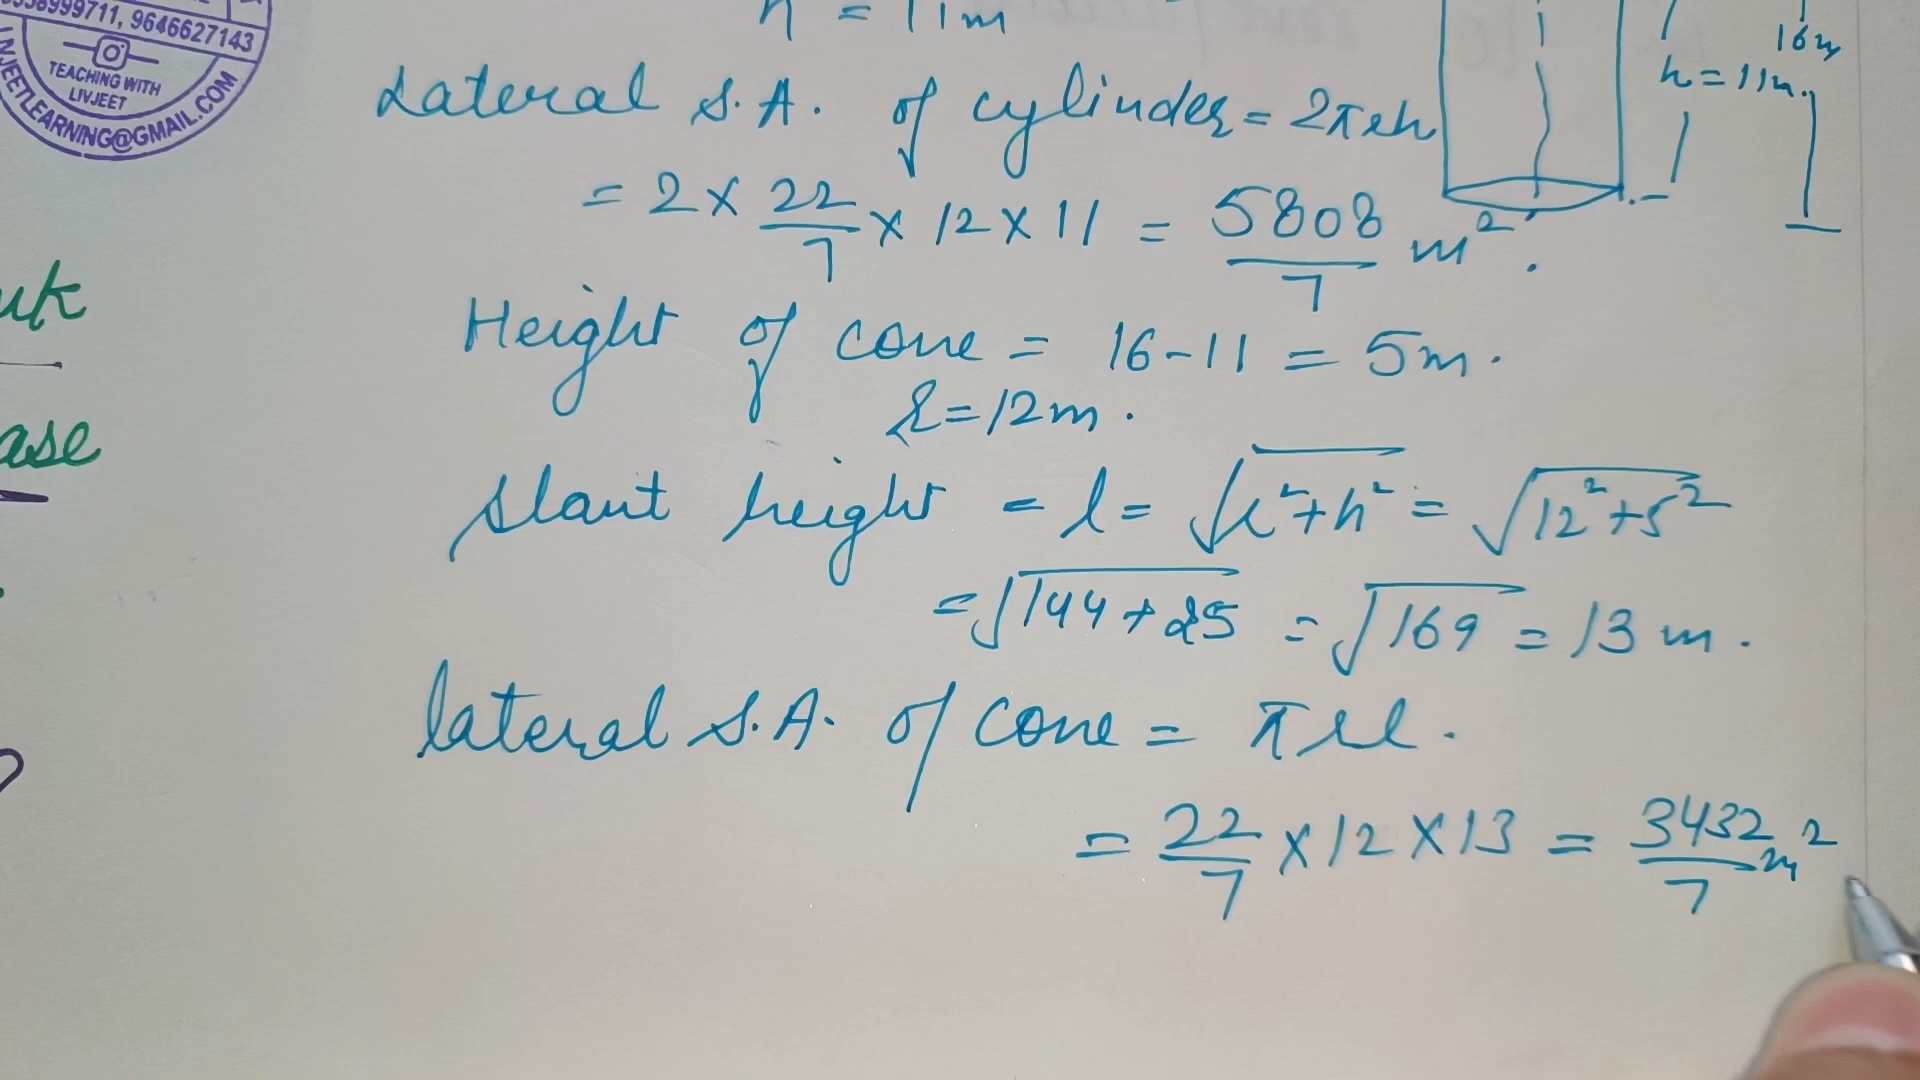 9711, 9646627143
TEACHING WITH
LIVJEET
NJEETLEARNING@GMAIL.COM
h = 11m
16m
h = 11m.
Lateral S.A. of cylinder = 2πrh
= 2 × 22/7 × 12 × 11 = 5808/7 m².
Height of cone = 16 - 11 = 5m.
r = 12m.
ase
slant height = l = √r²+h² = √12²+5²
= √144+25 = √169 = 13 m.
lateral S.A. of cone = πrl.
= 22/7 × 12 × 13 = 3432/7 m²